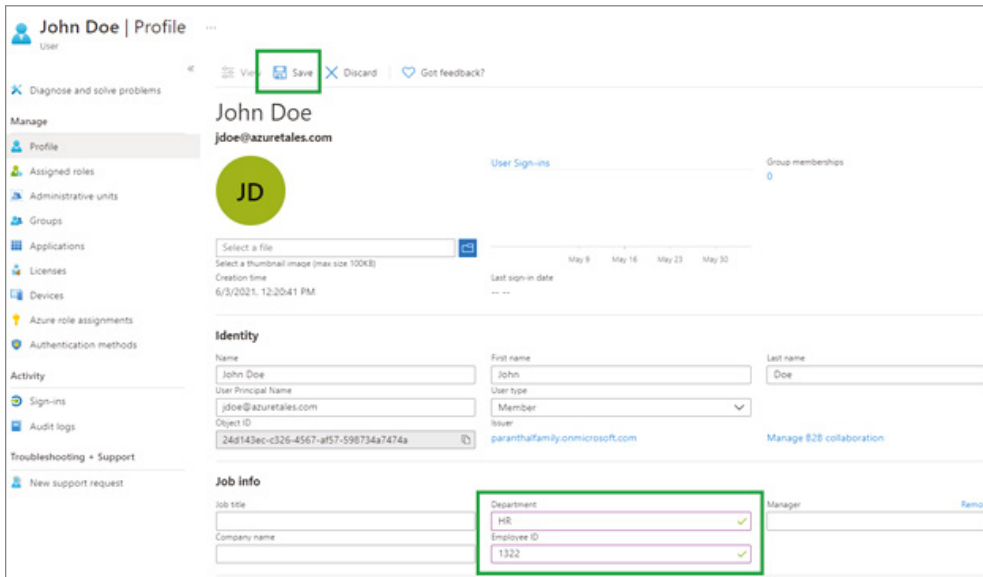 John Doe | Profile ...
User
«
Diagnose and solve problems
Manage
Profile
Assigned roles
Administrative units
Groups
Applications
Licenses
Devices
Azure role assignments
Authentication methods
Activity
Sign-ins
Audit logs
Troubleshooting + Support
New support request
Save Discard Got feedback?
John Doe
jdoe@azuretales.com
JD
User Sign-ins
Group memberships
0
Select a file
Select a thumbnail image (max size 100KB)
May 9 May 16 May 23 May 30
Creation time
6/3/2021, 12:20:41 PM
Last sign-in date
-- --
Identity
Name First name Last name
John Doe John Doe
User Principal Name User type
jdoe@azuretales.com Member
Object ID Issuer
24d143ec-c326-4567-af57-598734a7474a paranthalfamily.onmicrosoft.com Manage B2B collaboration
Job info
Job title Department Manager Remo
HR
Company name Employee ID
1322